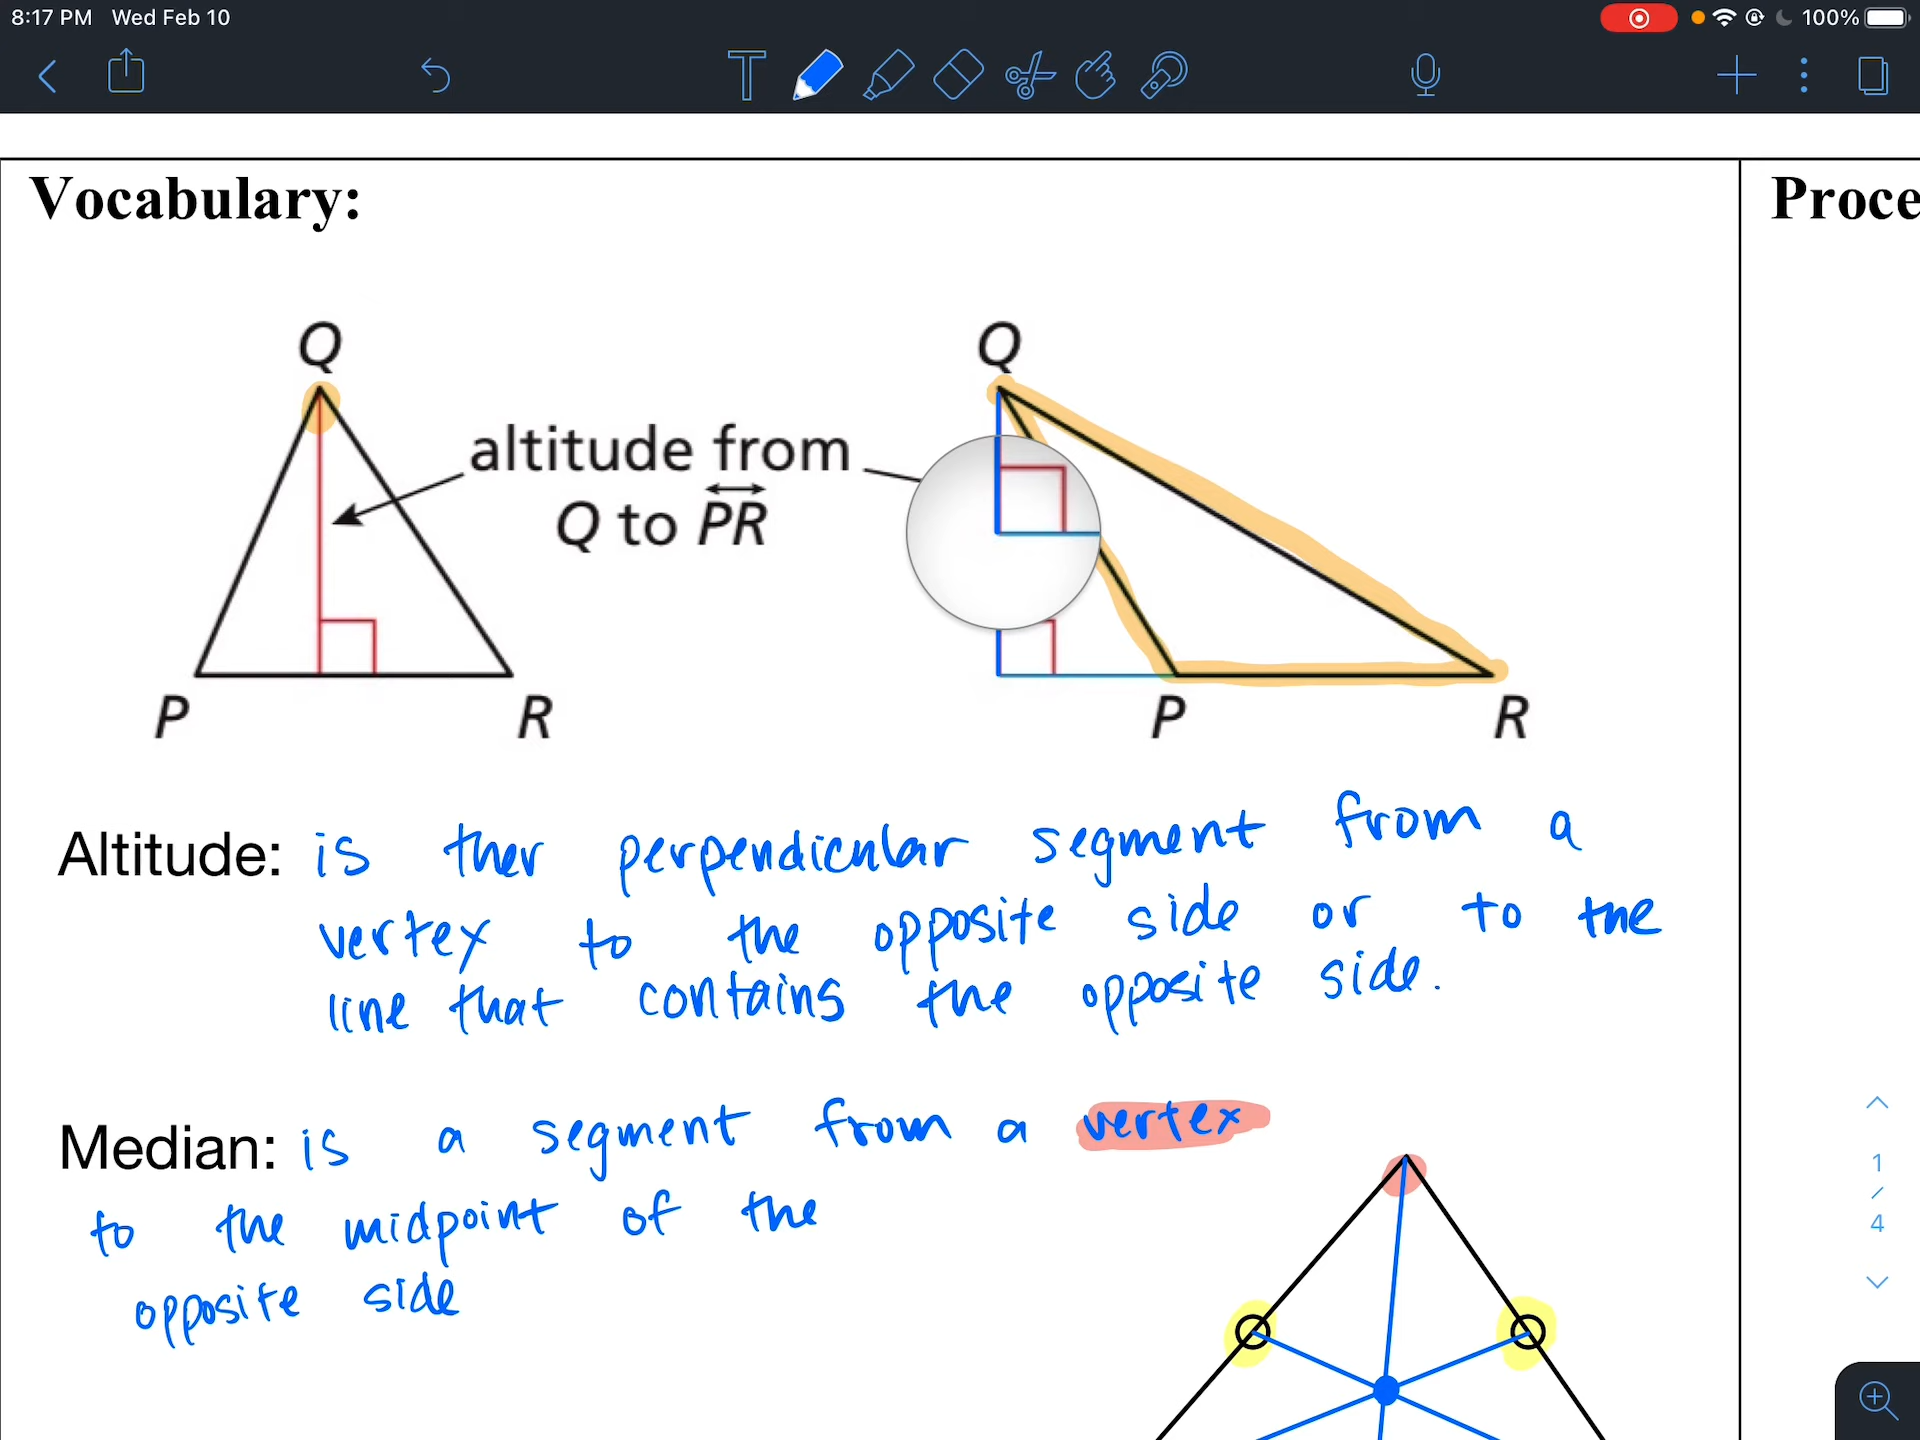 8:17 PM Wed Feb 10
100%
T
Vocabulary:
Proce
Q
Q
altitude from
Q to PR
P
R
P
R
Altitude: is ther perpendicular segment from a
vertex to the opposite side or to the
line that contains the opposite side.
Median: is a segment from a vertex
to the midpoint of the
opposite side
1
/
4